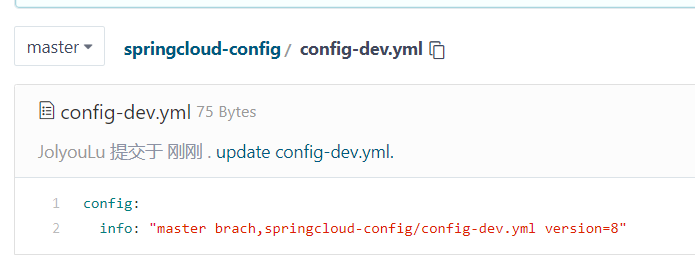 master springcloud-config / config-dev.yml
config-dev.yml 75 Bytes
JolyouLu 提交于 刚刚 . update config-dev.yml.
1 config:
2 info: "master brach,springcloud-config/config-dev.yml version=8"